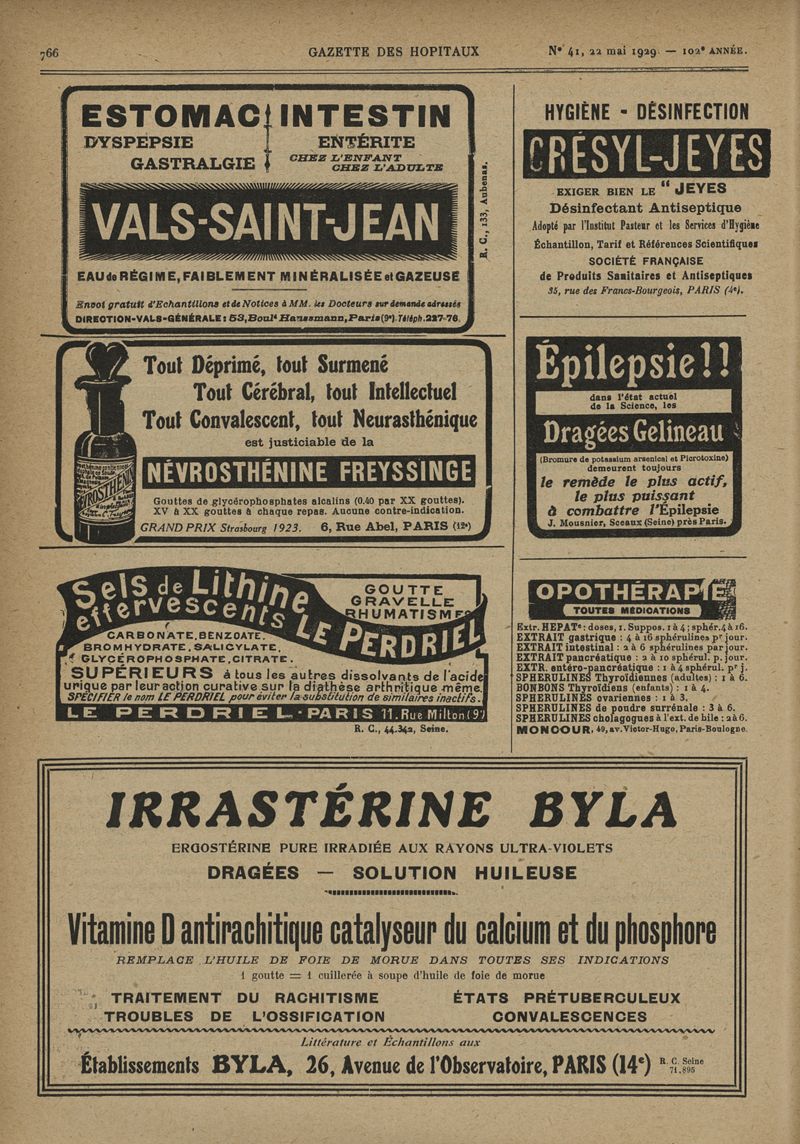 766
GAZETTE DES HOPITAUX
N° 41, 22 mai 1929. — 102e ANNÉE.
ESTOMAC INTESTIN
DYSPEPSIE ENTÉRITE
GASTRALGIE CHEZ L'ENFANT
CHEZ L'ADULTE
VALS-SAINT-JEAN
EAU de RÉGIME, FAIBLEMENT MINÉRALISÉE et GAZEUSE
Envoi gratuit d'Echantillons et de Notices à MM. les Docteurs sur demande adressée
DIRECTION-VALS-GÉNÉRALE : 53, Boulᵈ Haussmann, Paris (9ᵉ). Téléph. 227-76.
R. C., 133, Aubenas.
Tout Déprimé, tout Surmené
Tout Cérébral, tout Intellectuel
Tout Convalescent, tout Neurasthénique
est justiciable de la
NÉVROSTHÉNINE FREYSSINGE
Gouttes de glycérophosphates alcalins (0.40 par XX gouttes).
XV à XX gouttes à chaque repas. Aucune contre-indication.
GRAND PRIX Strasbourg 1923. 6, Rue Abel, PARIS (12ᵉ)
Sels de Lithine
effervescents LE PERDRIEL
GOUTTE
GRAVELLE
RHUMATISMES
CARBONATE, BENZOATE.
BROMHYDRATE, SALICYLATE,
GLYCÉROPHOSPHATE, CITRATE.
SUPÉRIEURS à tous les autres dissolvants de l'acide
urique par leur action curative sur la diathèse arthritique même.
SPÉCIFIER le nom LE PERDRIEL pour éviter la substitution de similaires inactifs.
LE PERDRIEL - PARIS 11. Rue Milton (9ᵉ)
R. C., 44.342, Seine.
HYGIÈNE - DÉSINFECTION
CRÉSYL-JEYES
EXIGER BIEN LE " JEYES
Désinfectant Antiseptique
Adopté par l'Institut Pasteur et les Services d'Hygiène
Échantillon, Tarif et Références Scientifiques
SOCIÉTÉ FRANÇAISE
de Produits Sanitaires et Antiseptiques
35, rue des Francs-Bourgeois, PARIS (4ᵉ).
Épilepsie!!
dans l'état actuel
de la Science, les
Dragées Gelineau
(Bromure de potassium arsenical et Picrotoxine)
demeurent toujours
le remède le plus actif,
le plus puissant
à combattre l'Épilepsie
J. Mousnier, Sceaux (Seine) près Paris.
OPOTHÉRAPIE
TOUTES MÉDICATIONS
Extr. HEPATᵉ : doses, 1. Suppos. 1 à 4 ; sphér. 4 à 16.
EXTRAIT gastrique : 4 à 16 sphérulines pʳ jour.
EXTRAIT intestinal : 2 à 6 sphérulines par jour.
EXTRAIT pancréatique : 2 à 10 sphérul. p. jour.
EXTR. entéro-pancréatique : 1 à 4 sphérul. pʳ j.
SPHERULINES Thyroïdiennes (adultes) : 1 à 6.
BONBONS Thyroïdiens (enfants) : 1 à 4.
SPHERULINES ovariennes : 1 à 3.
SPHERULINES de poudre surrénale : 3 à 6.
SPHERULINES cholagogues à l'ext. de bile : 2 à 6.
MONCOUR, 49, av. Victor-Hugo, Paris-Boulogne.
IRRASTÉRINE BYLA
ERGOSTÉRINE PURE IRRADIÉE AUX RAYONS ULTRA-VIOLETS
DRAGÉES — SOLUTION HUILEUSE
Vitamine D antirachitique catalyseur du calcium et du phosphore
REMPLACE L'HUILE DE FOIE DE MORUE DANS TOUTES SES INDICATIONS
1 goutte = 1 cuillerée à soupe d'huile de foie de morue
TRAITEMENT DU RACHITISME ÉTATS PRÉTUBERCULEUX
TROUBLES DE L'OSSIFICATION CONVALESCENCES
Littérature et Échantillons aux
Établissements BYLA, 26, Avenue de l'Observatoire, PARIS (14ᵉ) R. C. Seine 71.895